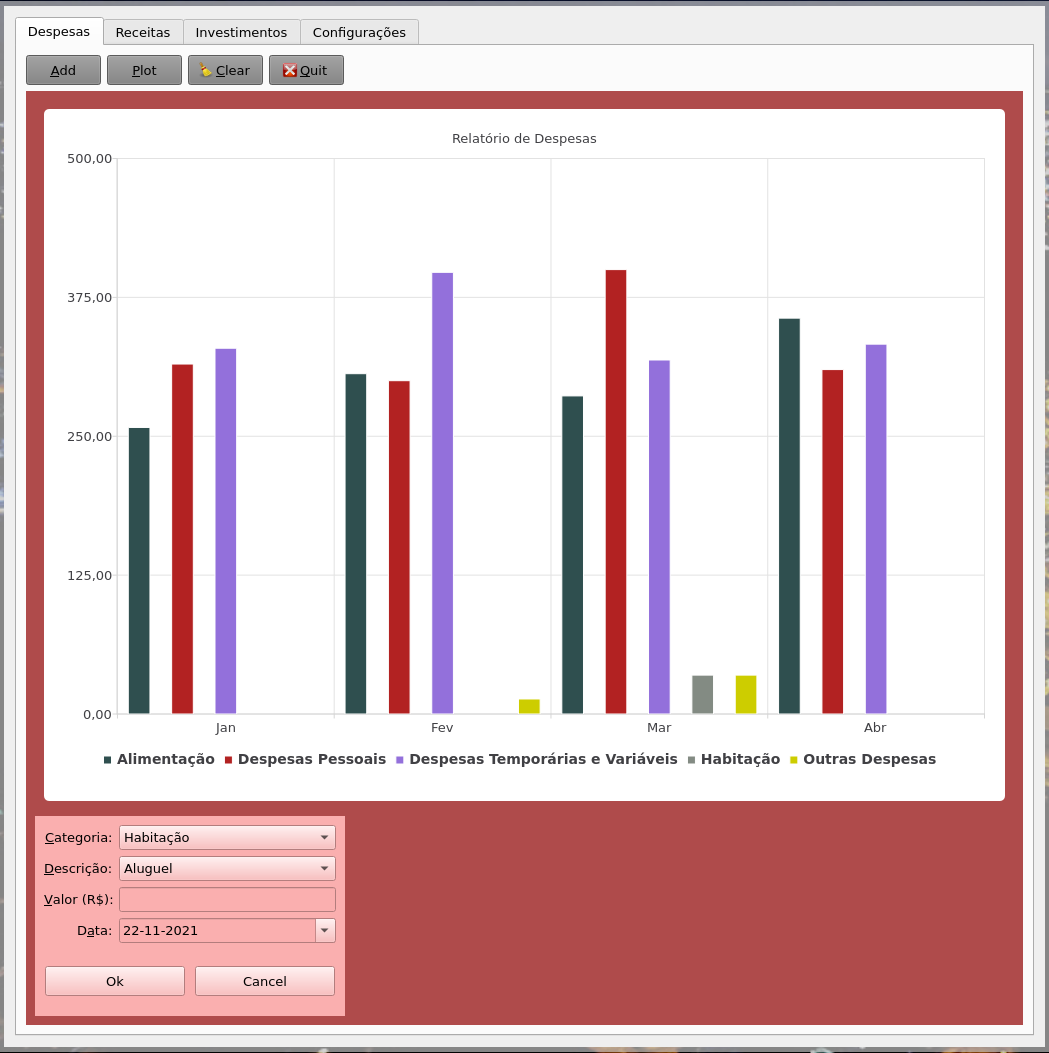 Despesas Receitas Investimentos Configurações
Add Plot Clear Quit
Relatório de Despesas
500,00
375,00
250,00
125,00
0,00
Jan Fev Mar Abr
Alimentação Despesas Pessoais Despesas Temporárias e Variáveis Habitação Outras Despesas
Categoria: Habitação
Descrição: Aluguel
Valor (R$):
Data: 22-11-2021
Ok Cancel